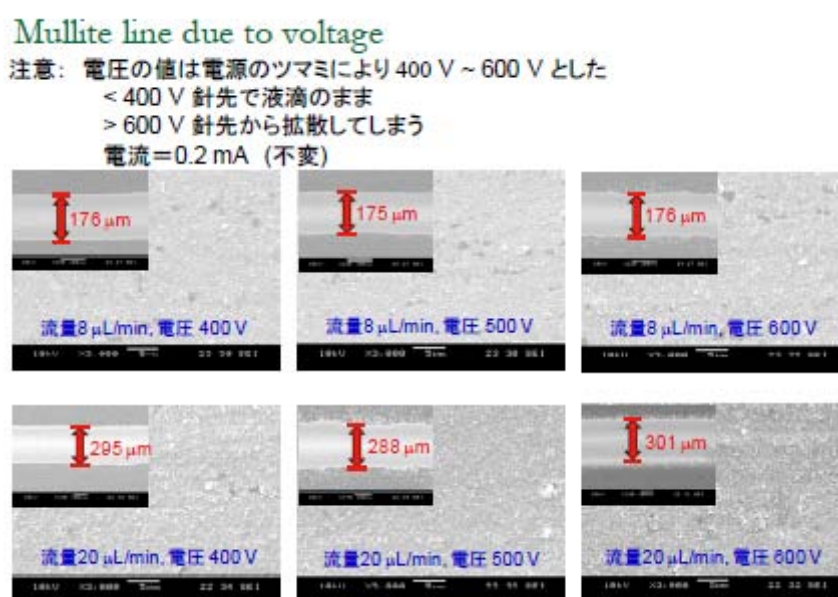 Mullite line due to voltage
注意: 電圧の値は電源のツマミにより 400 V ~ 600 V とした
< 400 V 針先で液滴のまま
> 600 V 針先から拡散してしまう
電流=0.2 mA (不変)
176 μm
175 μm
176 μm
流量8 μL/min, 電圧 400 V
流量8 μL/min, 電圧 500 V
流量8 μL/min, 電圧 600 V
295 μm
288 μm
301 μm
流量20 μL/min, 電圧 400 V
流量20 μL/min, 電圧 500 V
流量20 μL/min, 電圧 600 V